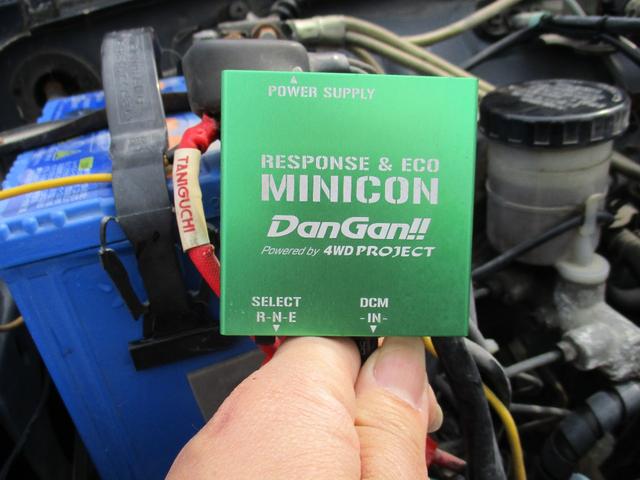 POWER SUPPLY
RESPONSE & ECO
MINICON
DanGan!!
Powered by 4WD PROJECT
SELECT
R-N-E
DCM
-IN-
TANIGUCHI